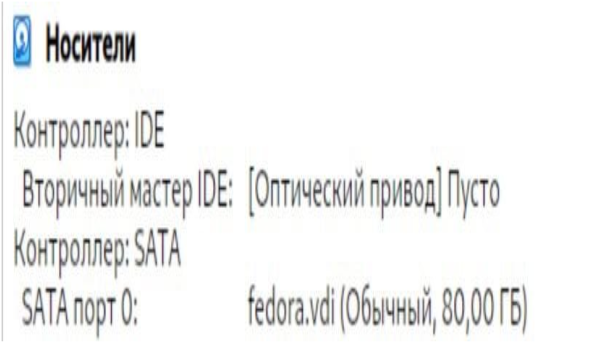 Носители
Контроллер: IDE
Вторичный мастер IDE: [Оптический привод] Пусто
Контроллер: SATA
SATA порт 0: fedora.vdi (Обычный, 80,00 ГБ)